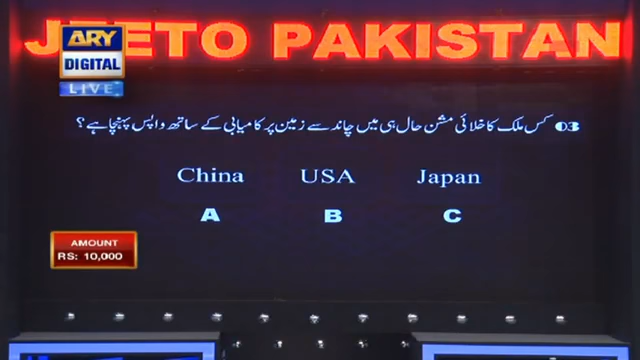 JEETO PAKISTAN
ARY
DIGITAL
LIVE
03 کس ملک کا خلائی مشن حال ہی میں چاند سے زمین پر کامیابی کے ساتھ واپس پہنچا ہے ؟
China USA Japan
A B C
AMOUNT
RS: 10,000